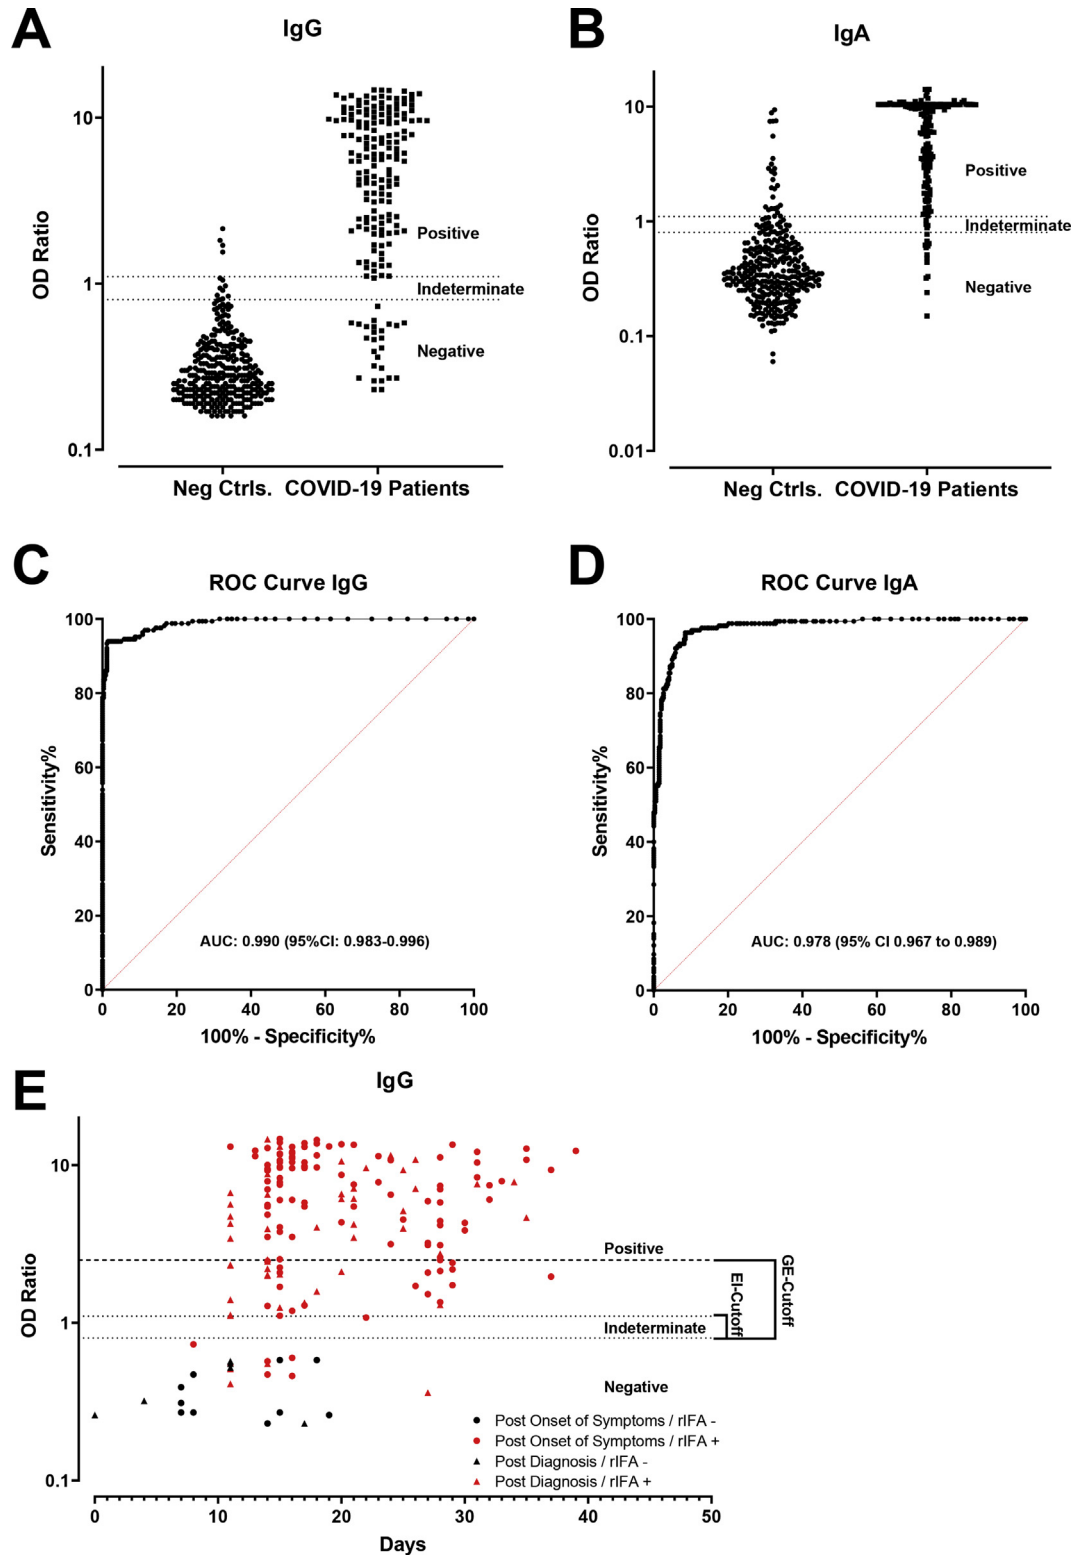 A
IgG
OD Ratio
10
1
0.1
Positive
Indeterminate
Negative
Neg Ctrls. COVID-19 Patients
B
IgA
OD Ratio
10
1
0.1
0.01
Positive
Indeterminate
Negative
Neg Ctrls. COVID-19 Patients
C
ROC Curve IgG
Sensitivity%
100
80
60
40
20
0
AUC: 0.990 (95%CI: 0.983-0.996)
0 20 40 60 80 100
100% - Specificity%
D
ROC Curve IgA
Sensitivity%
100
80
60
40
20
0
AUC: 0.978 (95% CI 0.967 to 0.989)
0 20 40 60 80 100
100% - Specificity%
E
IgG
OD Ratio
10
1
0.1
Positive
Indeterminate
Negative
EI-Cutoff
GE-Cutoff
Post Onset of Symptoms / rIFA -
Post Onset of Symptoms / rIFA +
Post Diagnosis / rIFA -
Post Diagnosis / rIFA +
0 10 20 30 40 50
Days